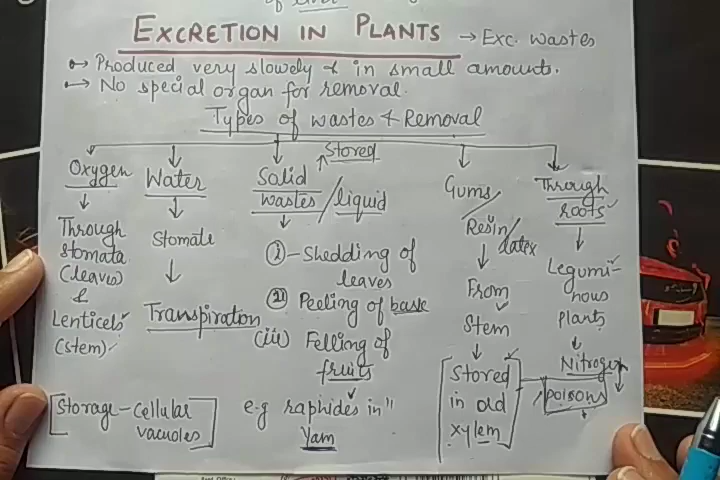 EXCRETION IN PLANTS → Exc. wastes
→ Produced very slowly & in small amounts.
→ No special organ for removal.
Types of wastes & Removal
Oxygen
Through
Stomata
(leaves)
&
Lenticels
(stem)
Water
Stomate
Transpiration
Stored
Solid
wastes/liquid
(i) - Shedding of
leaves
(ii) Peeling of bark
(iii) Felling of
fruits
Gums/
Resin/
Latex
From
Stem
[Stored
in old
xylem]
Through
roots
Legumi-
nous
plants
Nitrogen
poisons
[Storage - cellular
vacuoles]
e.g raphides in
Yam